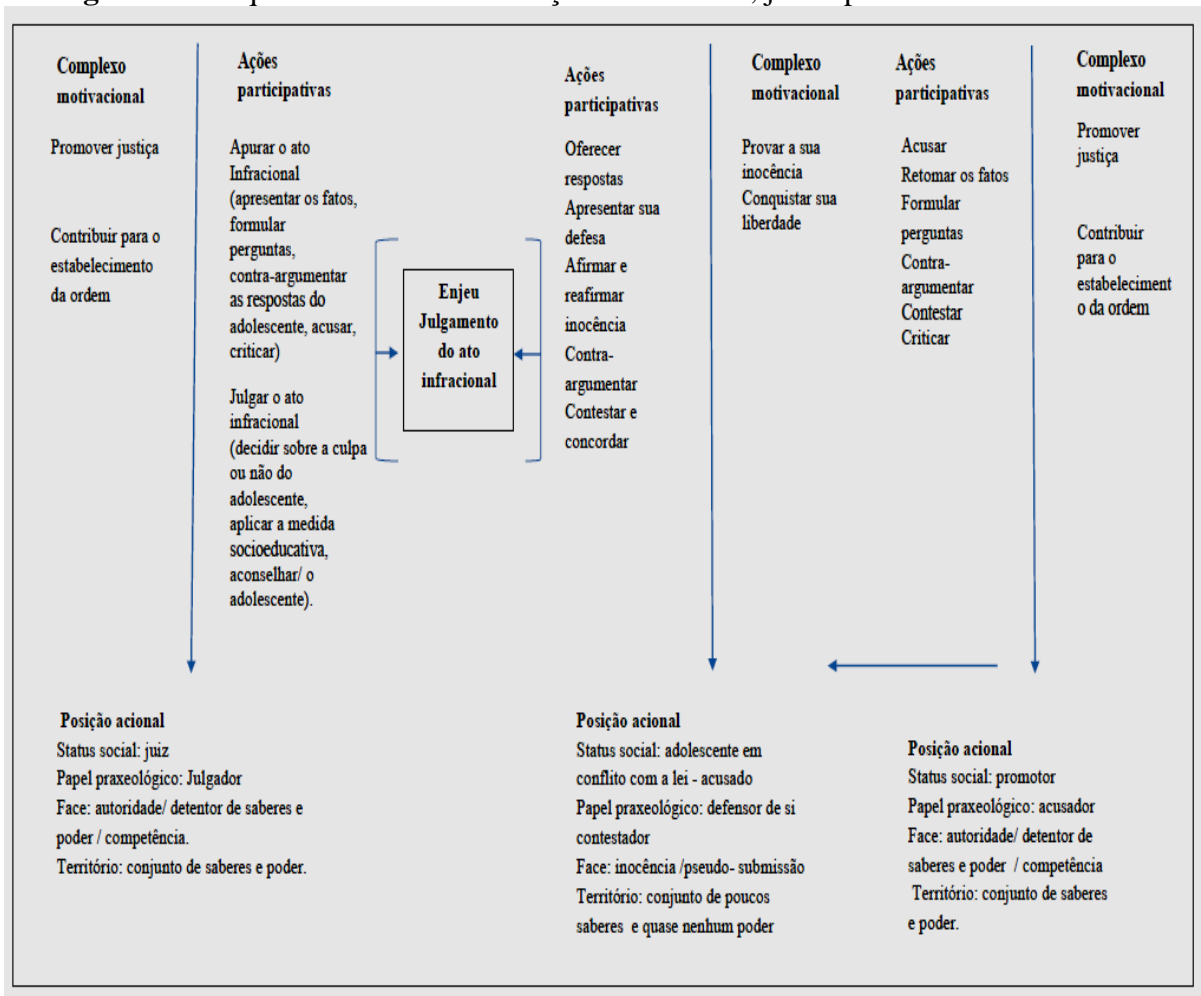 Complexo
motivacional
Promover justiça
Contribuir para o
estabelecimento
da ordem
Ações
participativas
Apurar o ato
Infracional
(apresentar os fatos,
formular
perguntas,
contra-argumentar
as respostas do
adolescente, acusar,
criticar)
Julgar o ato
infracional
(decidir sobre a culpa
ou não do
adolescente,
aplicar a medida
socioeducativa,
aconselhar/ o
adolescente).
Enjeu
Julgamento
do ato
infracional
Ações
participativas
Oferecer
respostas
Apresentar sua
defesa
Afirmar e
reafirmar
inocência
Contra-
argumentar
Contestar e
concordar
Complexo
motivacional
Provar a sua
inocência
Conquistar sua
liberdade
Ações
participativas
Acusar
Retomar os fatos
Formular
perguntas
Contra-
argumentar
Contestar
Criticar
Complexo
motivacional
Promover
justiça
Contribuir
para o
estabeleciment
o da ordem
Posição acional
Status social: juiz
Papel praxeológico: Julgador
Face: autoridade/ detentor de saberes e
poder / competência.
Território: conjunto de saberes e poder.
Posição acional
Status social: adolescente em
conflito com a lei - acusado
Papel praxeológico: defensor de si
contestador
Face: inocência /pseudo- submissão
Território: conjunto de poucos
saberes e quase nenhum poder
Posição acional
Status social: promotor
Papel praxeológico: acusador
Face: autoridade/ detentor de
saberes e poder / competência
Território: conjunto de saberes
e poder.